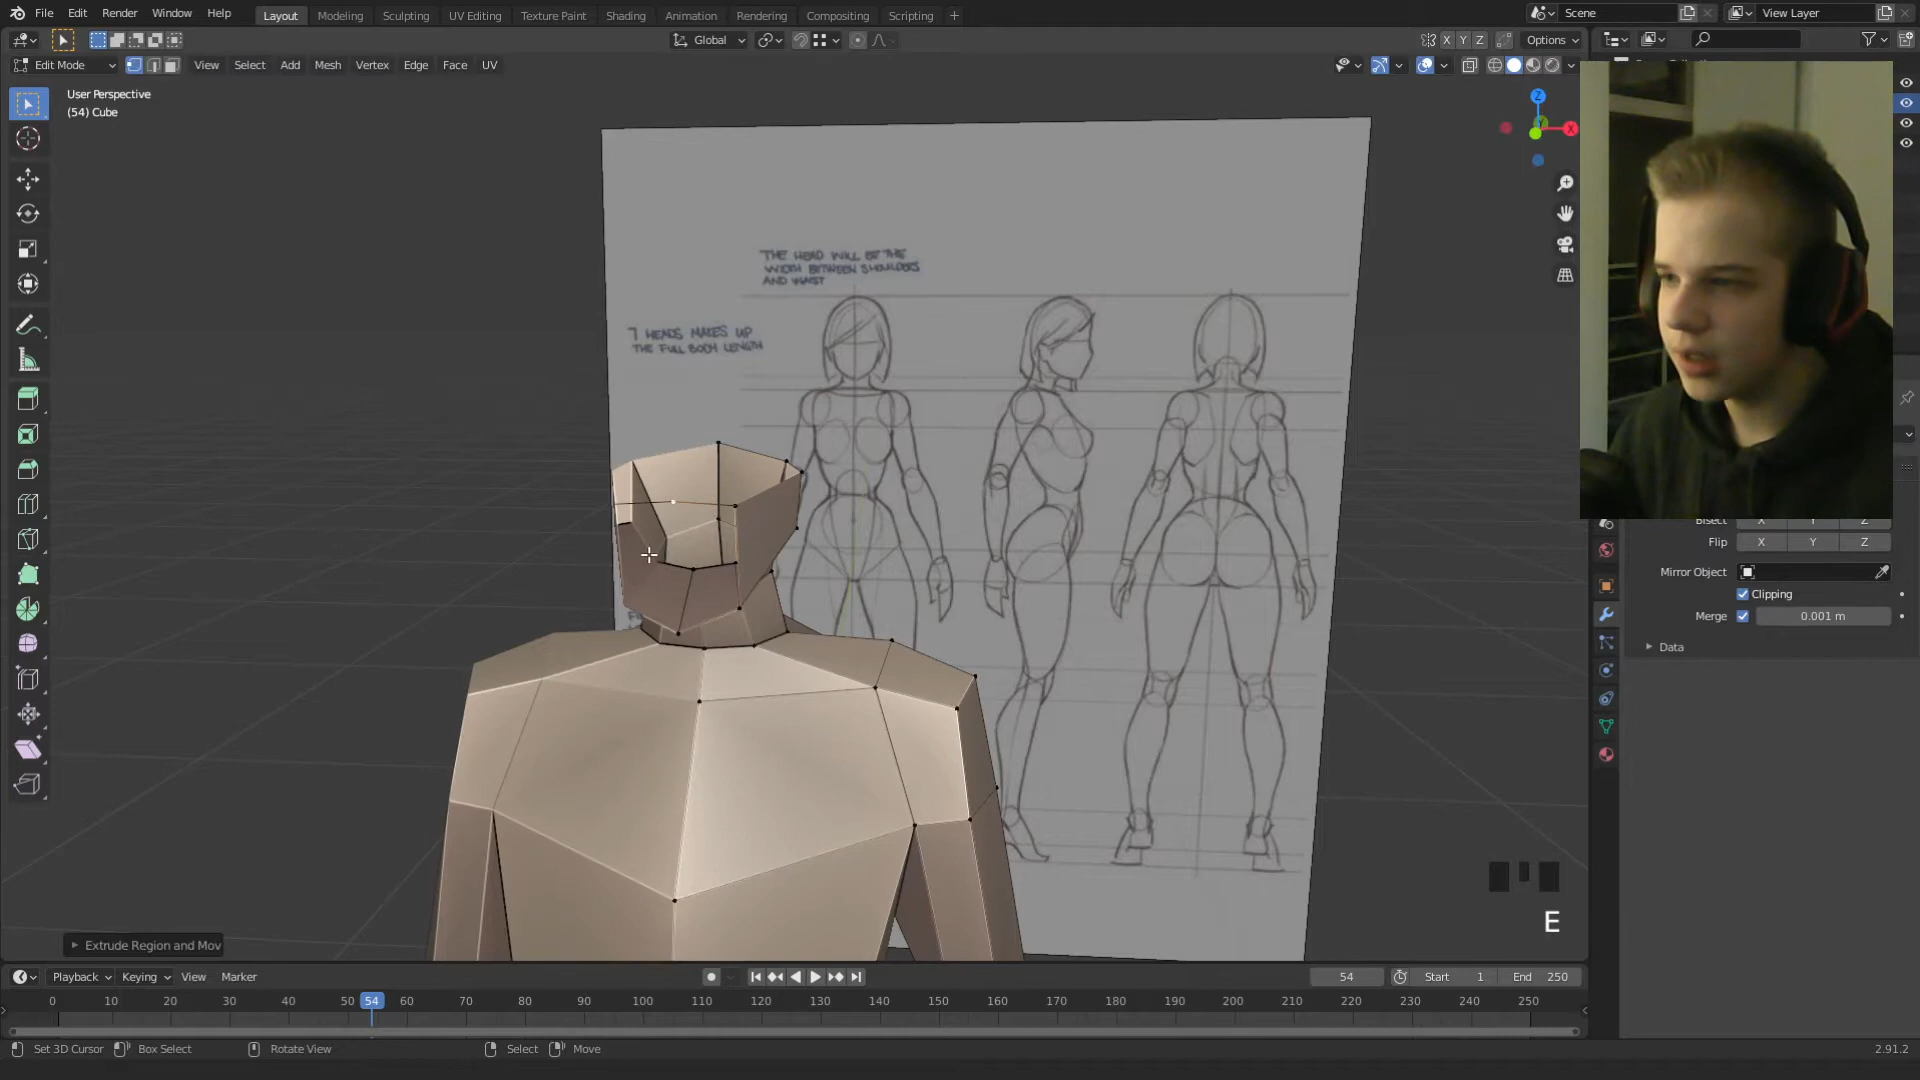 File Edit Render Window Help
Layout Modeling Sculpting UV Editing Texture Paint Shading Animation Rendering Compositing Scripting +
Scene
View Layer
Global
X Y Z
Options
Edit Mode
View Select Add Mesh Vertex Edge Face UV
User Perspective
(54) Cube
Z
X
THE HEAD WILL BE THE
WIDTH BETWEEN SHOULDERS
AND WAIST
7 HEADS MAKES UP
THE FULL BODY LENGTH
Bisect X Y Z
Flip X Y Z
Mirror Object
Clipping
Merge 0.001 m
Data
E
Extrude Region and Mov
Playback Keying View Marker
54 Start 1 End 250
0 10 20 30 40 50 54 60 70 80 90 100 110 120 130 140 150 160 170 180 190 200 210 220 230 240 250
Set 3D Cursor Box Select Rotate View Select Move
2.91.2